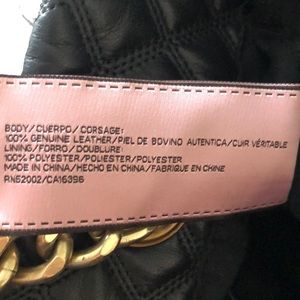 BODY/CUERPO/CORSAGE:
100% GENUINE LEATHER/PIEL DE BOVINO AUTENTICA/CUIR VÉRITABLE
LINING/FORRO/DOUBLURE:
100% POLYESTER/POLIESTER/POLYESTER
MADE IN CHINA/HECHO EN CHINA/FABRIQUE EN CHINE
RN52002/CA16396